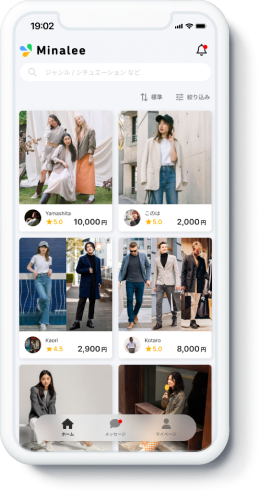 19:02
Minalee
ジャンル / シチュエーション など
標準 絞り込み
Yamashita
★5.0 10,000円
このは
★5.0 2,000円
Kaori
★4.5 2,900円
Kotaro
★5.0 8,000円
ホーム メッセージ マイページ